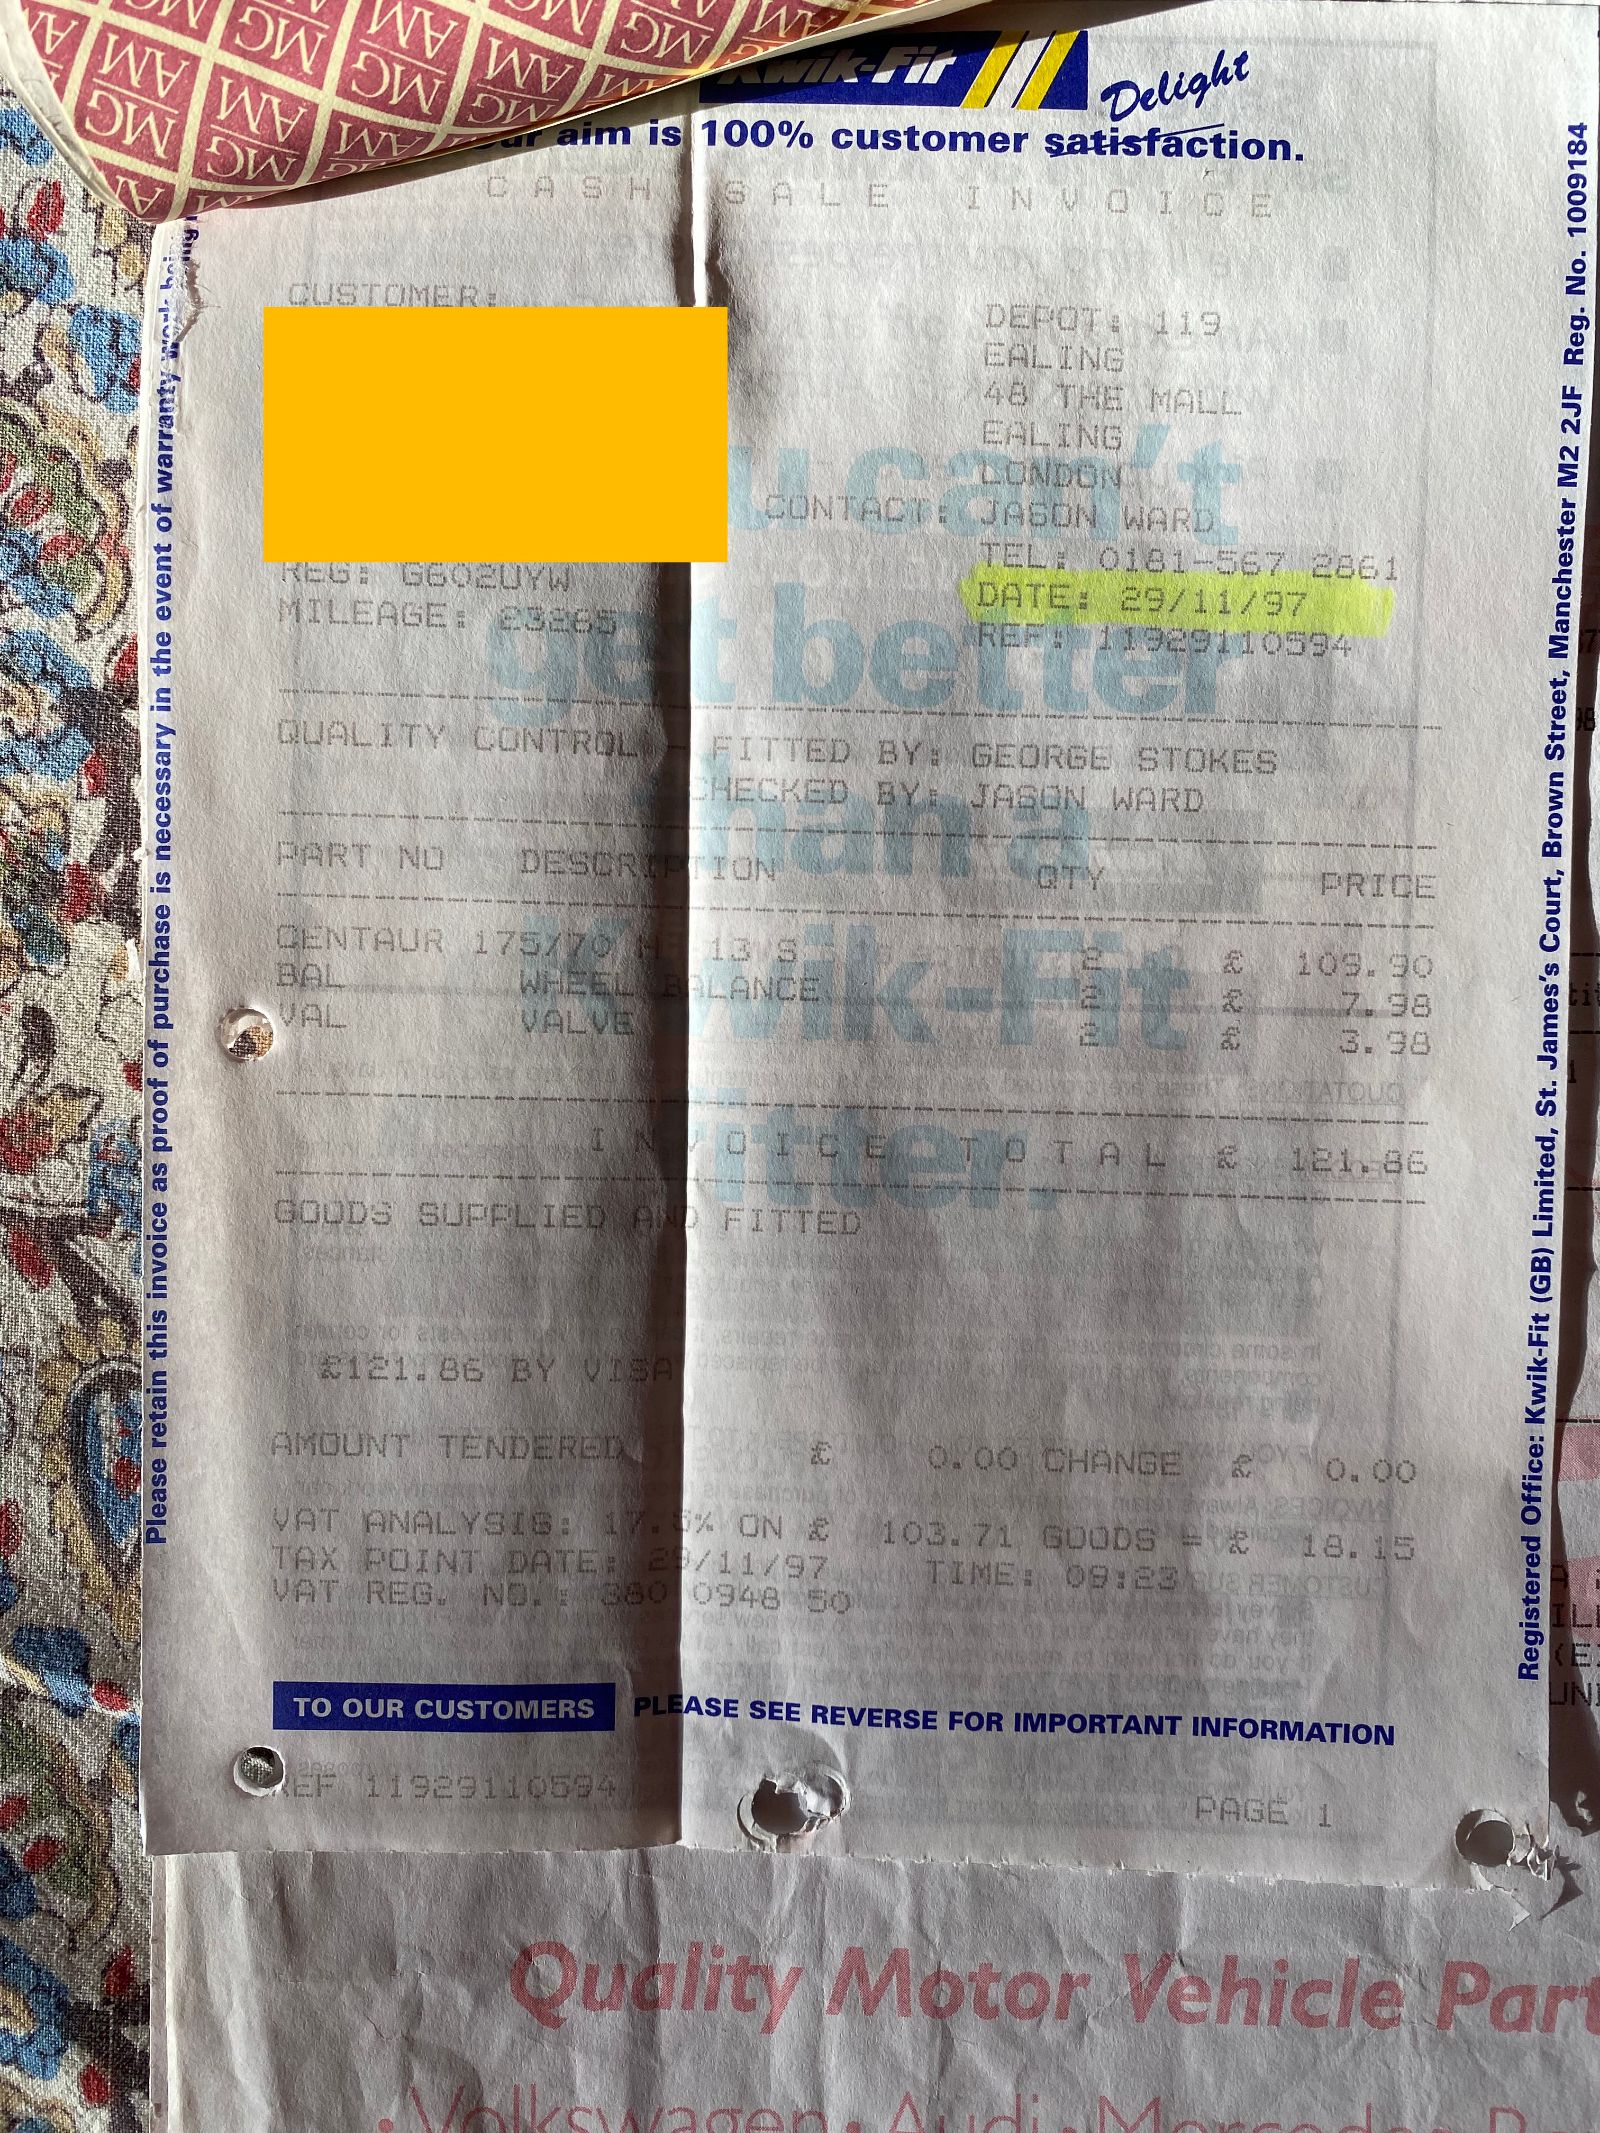 Kwik-Fit
Delight
aim is 100% customer satisfaction.
CASH SALE INVOICE
CUSTOMER:
DEPOT: 119
EALING
48 THE MALL
EALING
LONDON
CONTACT: JASON WARD
TEL: 0181-567 2861
REG: G602UYW
DATE: 29/11/97
MILEAGE: 23265
REF: 11929110594
QUALITY CONTROL - FITTED BY: GEORGE STOKES
CHECKED BY: JASON WARD
PART NO DESCRIPTION QTY PRICE
CENTAUR 175/70 13 S 2 £ 109.90
BAL WHEEL BALANCE 2 £ 7.98
VAL VALVE 2 £ 3.98
INVOICE TOTAL £ 121.86
GOODS SUPPLIED AND FITTED
£121.86 BY VISA
AMOUNT TENDERED £ 0.00 CHANGE £ 0.00
VAT ANALYSIS: 17.5% ON £ 103.71 GOODS = £ 18.15
TAX POINT DATE: 29/11/97 TIME: 09:23
VAT REG. NO.: 380 0948 50
TO OUR CUSTOMERS PLEASE SEE REVERSE FOR IMPORTANT INFORMATION
REF 11929110594 PAGE 1
Please retain this invoice as proof of purchase is necessary in the event of warranty work being
Registered Office: Kwik-Fit (GB) Limited, St. James's Court, Brown Street, Manchester M2 2JF Reg. No. 1009184
can't
get better
than a
Kwik-Fit
fitter.
Quality Motor Vehicle Part
• Volkswagen • Audi • Mercedes
MG AM